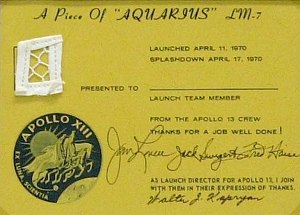 A Piece Of "AQUARIUS" LM-7
LAUNCHED APRIL 11, 1970
SPLASHDOWN APRIL 17, 1970
PRESENTED TO
LAUNCH TEAM MEMBER
FROM THE APOLLO 13 CREW
THANKS FOR A JOB WELL DONE!
APOLLO XIII
EX LUNA, SCIENTIA
Jim Lovell Jack Swigert Fred Haise
AS LAUNCH DIRECTOR FOR APOLLO 13, I JOIN
WITH THEM IN THEIR EXPRESSION OF THANKS.
Walter J. Kapryan